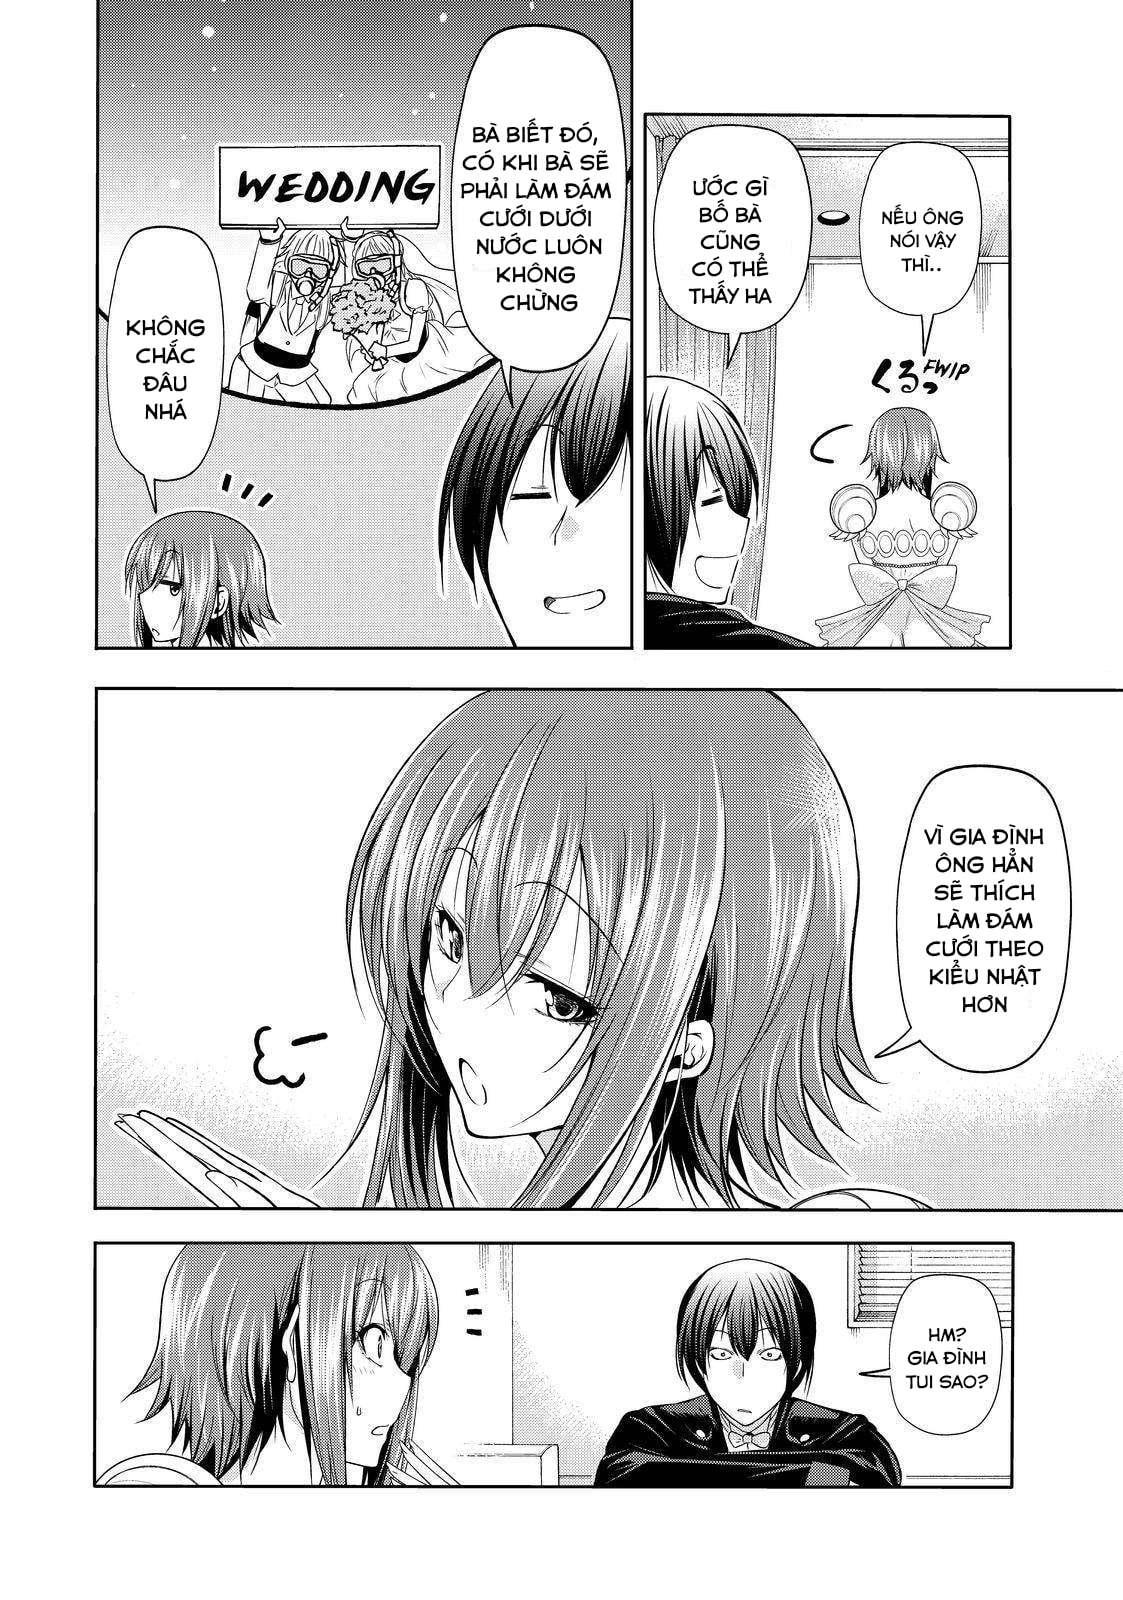 NẾU ÔNG
NÓI VẬY
THÌ..
ƯỚC GÌ
BỐ BÀ
CŨNG
CÓ THỂ
THẤY HA
くるっ
FWIP
BÀ BIẾT ĐÓ,
CÓ KHI BÀ SẼ
PHẢI LÀM ĐÁM
CƯỚI DƯỚI
NƯỚC LUÔN
KHÔNG
CHỪNG
WEDDING
KHÔNG
CHẮC
ĐÂU
NHÁ
VÌ GIA ĐÌNH
ÔNG HẲN
SẼ THÍCH
LÀM ĐÁM
CƯỚI THEO
KIỂU NHẬT
HƠN
HM?
GIA ĐÌNH
TUI SAO?